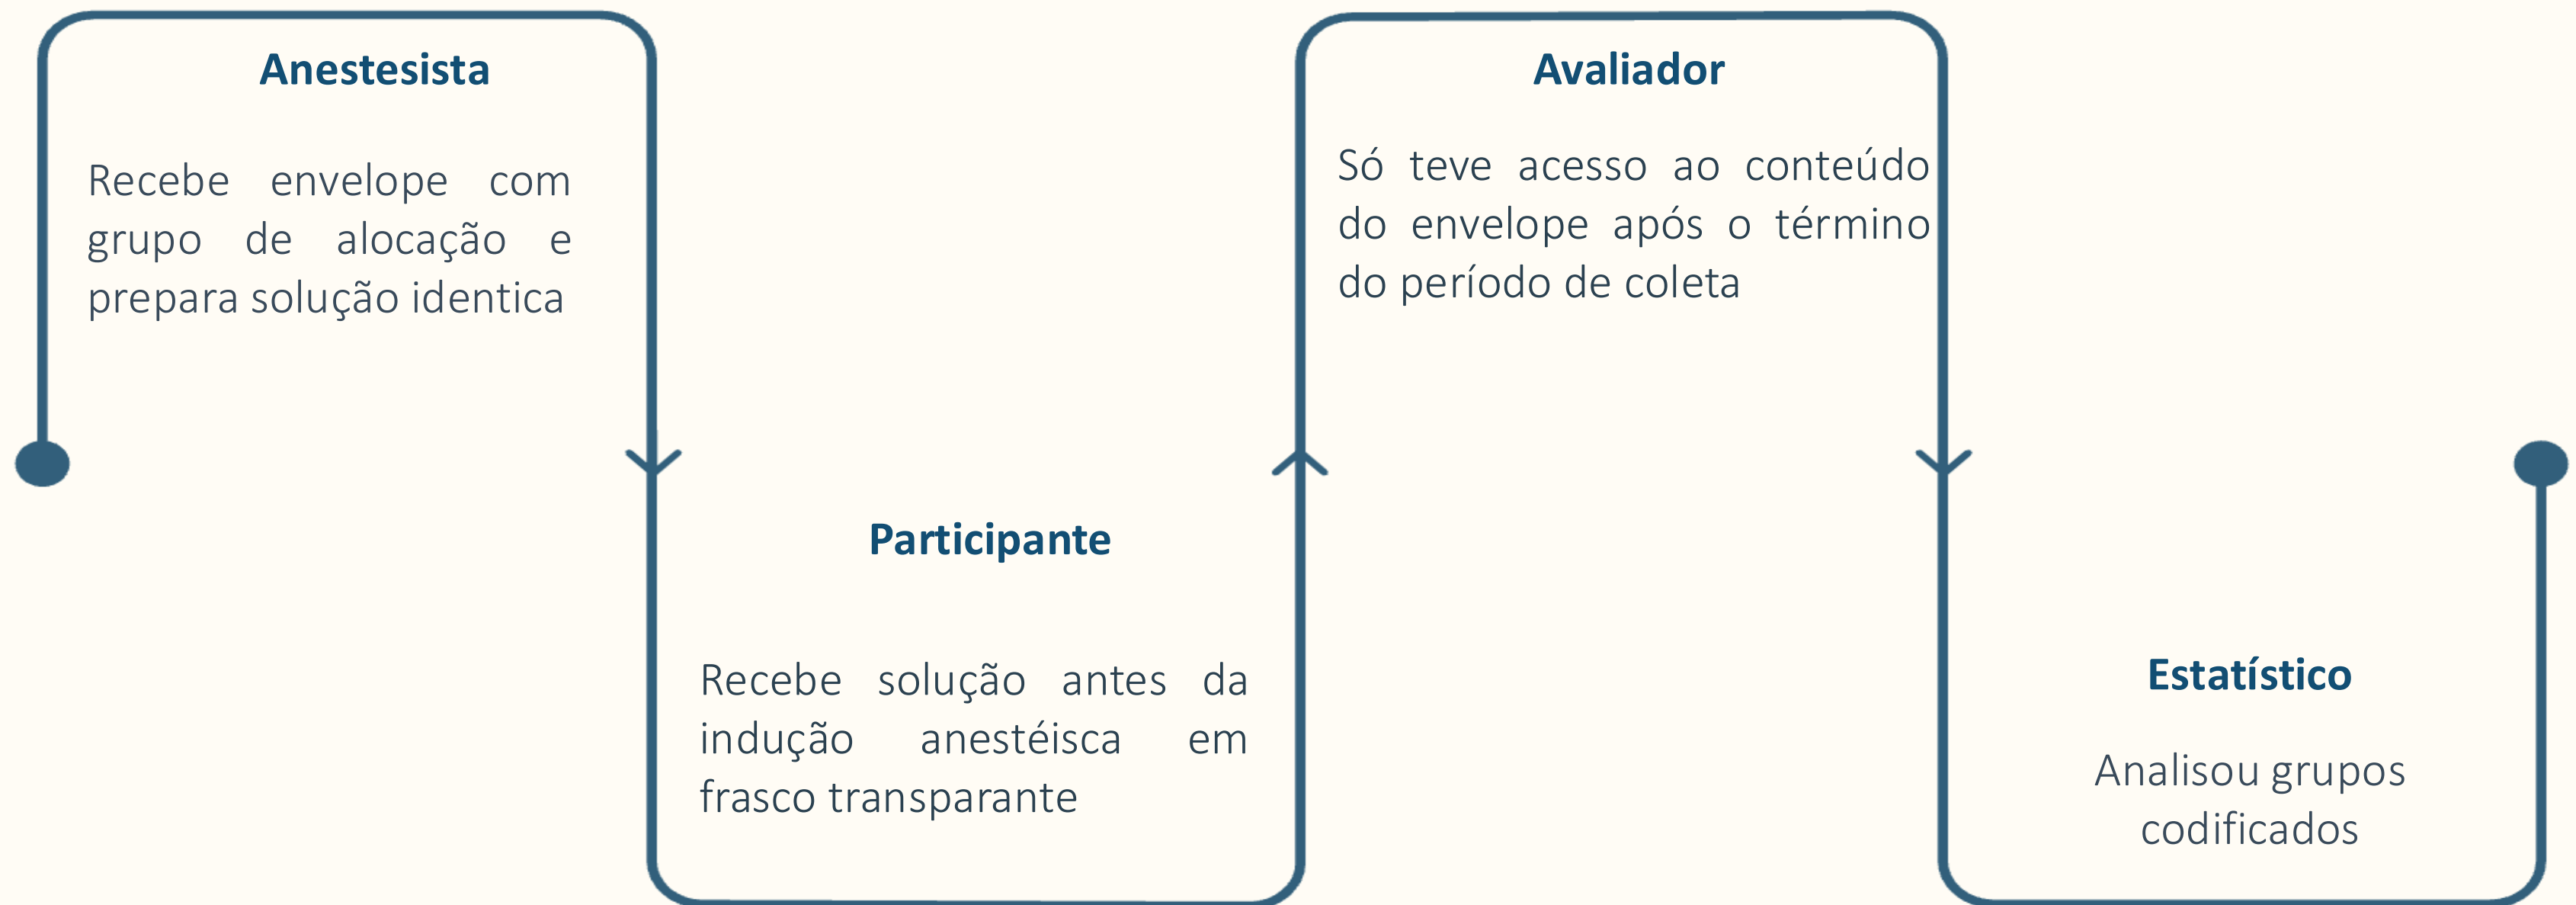 Anestesista
Recebe envelope com
grupo de alocação e
prepara solução identica
Participante
Recebe solução antes da
indução anestéisca em
frasco transparante
Avaliador
Só teve acesso ao conteúdo
do envelope após o término
do período de coleta
Estatístico
Analisou grupos
codificados